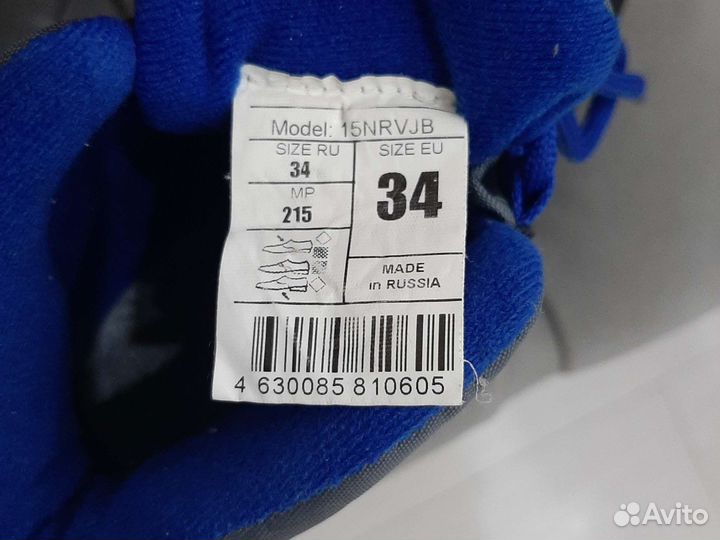 Model: 15NRVJB
SIZE RU
34
MP
215
SIZE EU
34
MADE
in RUSSIA
4 630085 810605
Avito